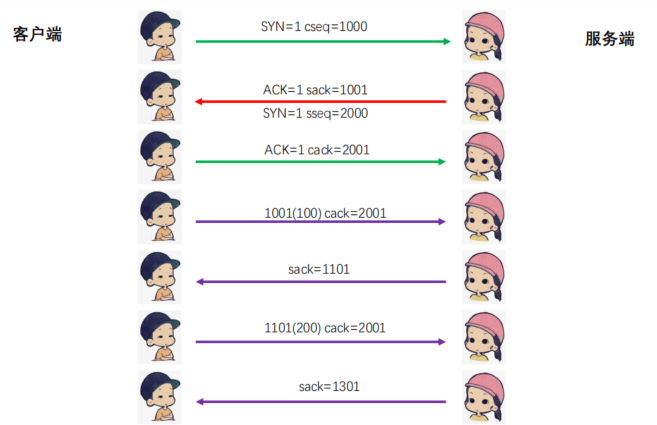 客户端
服务端
SYN=1 cseq=1000
ACK=1 sack=1001
SYN=1 sseq=2000
ACK=1 cack=2001
1001(100) cack=2001
sack=1101
1101(200) cack=2001
sack=1301